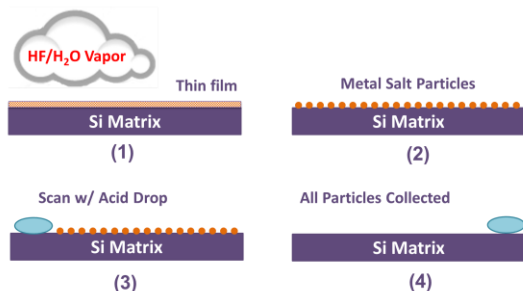 HF/H₂O Vapor
Thin film
Si Matrix
(1)
Metal Salt Particles
Si Matrix
(2)
Scan w/ Acid Drop
Si Matrix
(3)
All Particles Collected
Si Matrix
(4)